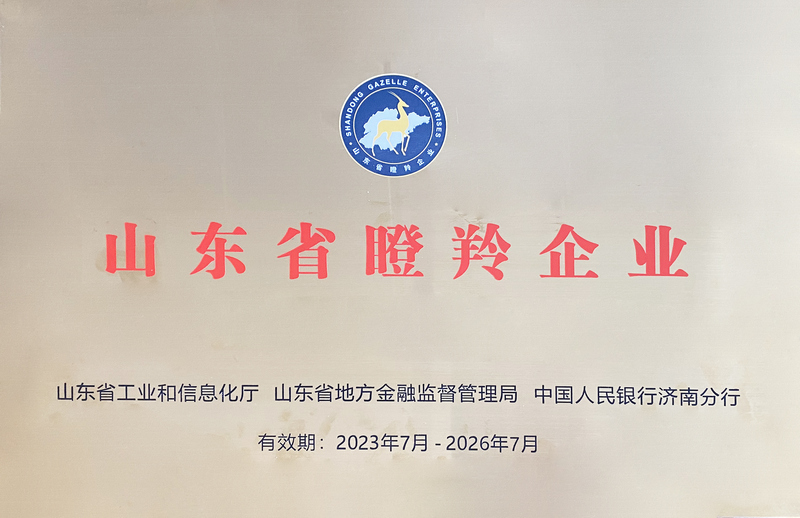 SHANDONG GAZELLE ENTERPRISES
山东省瞪羚企业
山东省瞪羚企业
山东省工业和信息化厅 山东省地方金融监督管理局 中国人民银行济南分行
有效期：2023年7月 - 2026年7月